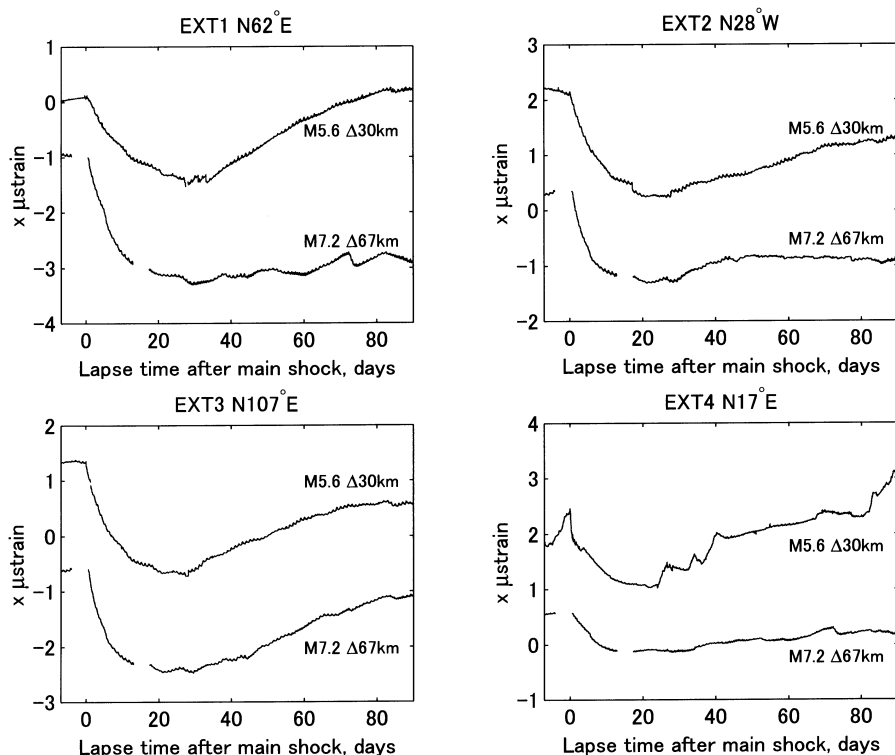 EXT1 N62°E
1
0
-1
-2
-3
-4
x μstrain
M5.6 Δ30km
M7.2 Δ67km
0 20 40 60 80
Lapse time after main shock, days
EXT2 N28°W
3
2
1
0
-1
-2
x μstrain
M5.6 Δ30km
M7.2 Δ67km
0 20 40 60 80
Lapse time after main shock, days
EXT3 N107°E
2
1
0
-1
-2
-3
x μstrain
M5.6 Δ30km
M7.2 Δ67km
0 20 40 60 80
Lapse time after main shock, days
EXT4 N17°E
4
3
2
1
0
-1
x μstrain
M5.6 Δ30km
M7.2 Δ67km
0 20 40 60 80
Lapse time after main shock, days